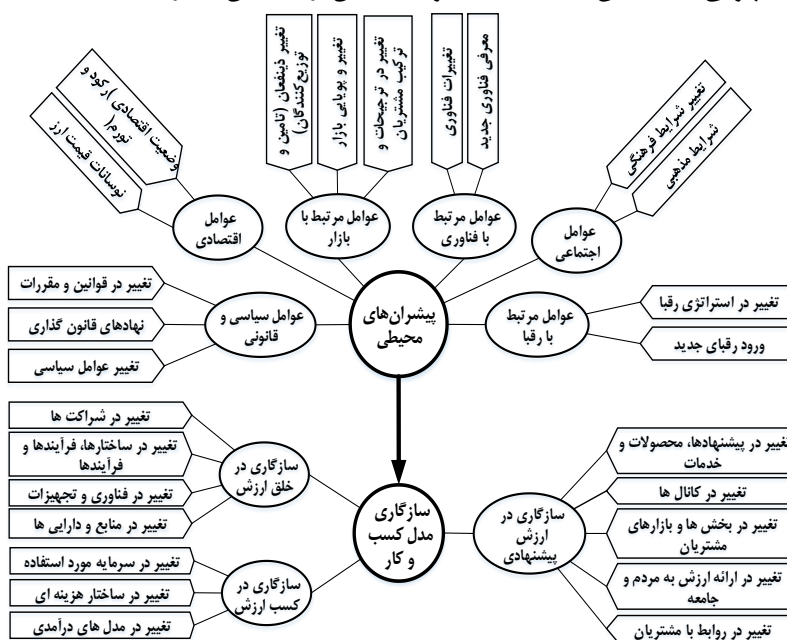 وضعیت اقتصادی )رکود و
تورم(
نوسانات قیمت ارز
عوامل
اقتصادی
تغییر ذینفعان (تامین و
توزیع‌کنندگان)
تغییر و پویایی بازار
تغییر در ترجیحات و
ترکیب مشتریان
عوامل مرتبط با
بازار
تغییرات فناوری
معرفی فناوری جدید
عوامل مرتبط
با فناوری
تغییر شرایط فرهنگی
شرایط مذهبی
عوامل
اجتماعی
پیشران‌های
محیطی
عوامل مرتبط
با رقبا
تغییر در استراتژی رقبا
ورود رقبای جدید
عوامل سیاسی و
قانونی
تغییر در قوانین و مقررات
نهادهای قانون گذاری
تغییر عوامل سیاسی
سازگاری
مدل کسب
و کار
سازگاری در
ارزش
پیشنهادی
تغییر در پیشنهادها، محصولات و
خدمات
تغییر در کانال ها
تغییر در بخش ها و بازارهای
مشتریان
تغییر در ارائه ارزش به مردم و
جامعه
تغییر در روابط با مشتریان
سازگاری در
خلق ارزش
تغییر در شراکت ها
تغییر در ساختارها، فرآیندها و
فرآیندها
تغییر در فناوری و تجهیزات
تغییر در منابع و دارایی ها
سازگاری در
کسب ارزش
تغییر در سرمایه مورد استفاده
تغییر در ساختار هزینه ای
تغییر در مدل های درآمدی